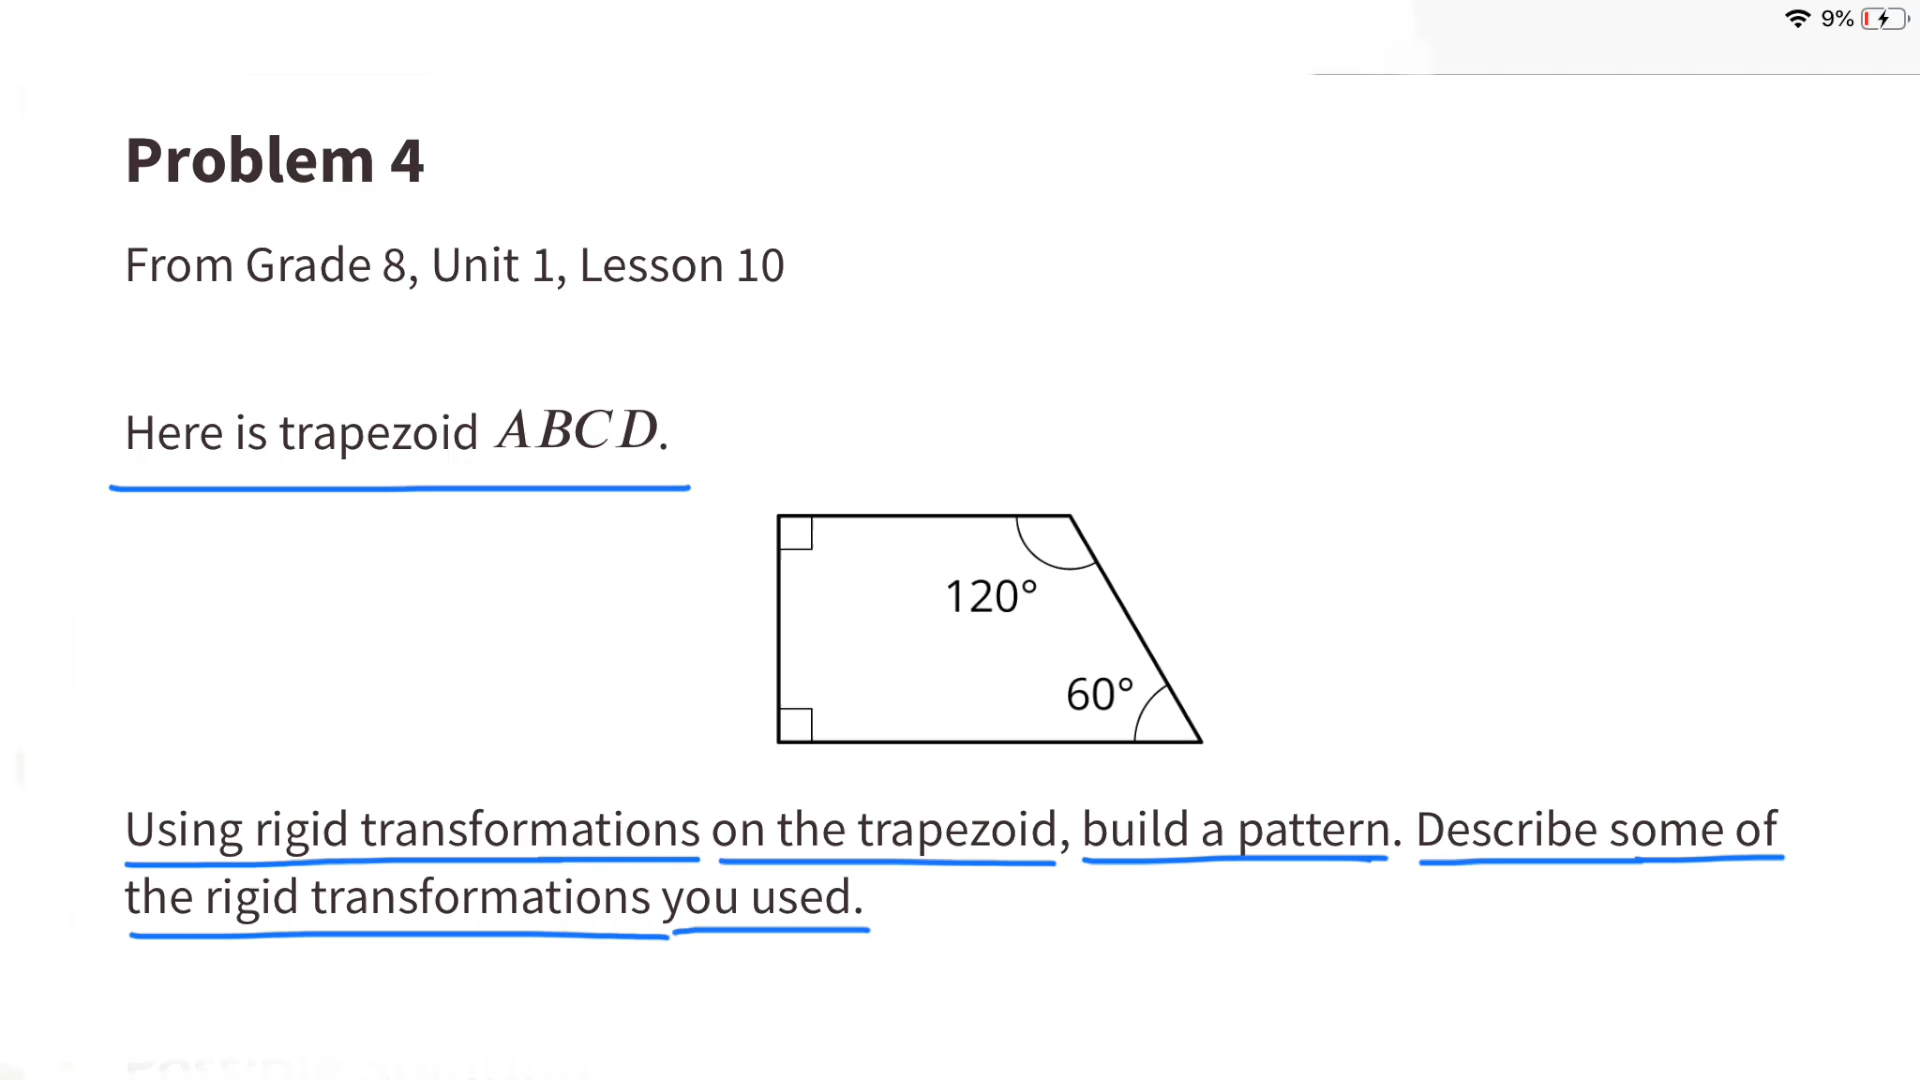 9%
Problem 4
From Grade 8, Unit 1, Lesson 10
Here is trapezoid ABCD.
120°
60°
Using rigid transformations on the trapezoid, build a pattern. Describe some of
the rigid transformations you used.